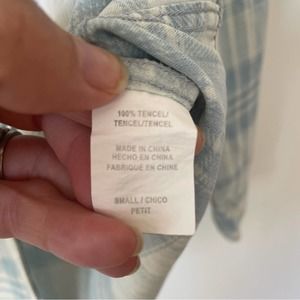 100% TENCEL/
TENCEL/TENCEL
MADE IN CHINA
HECHO EN CHINA
FABRIQUÉ EN CHINE
SMALL / CHICO
PETIT